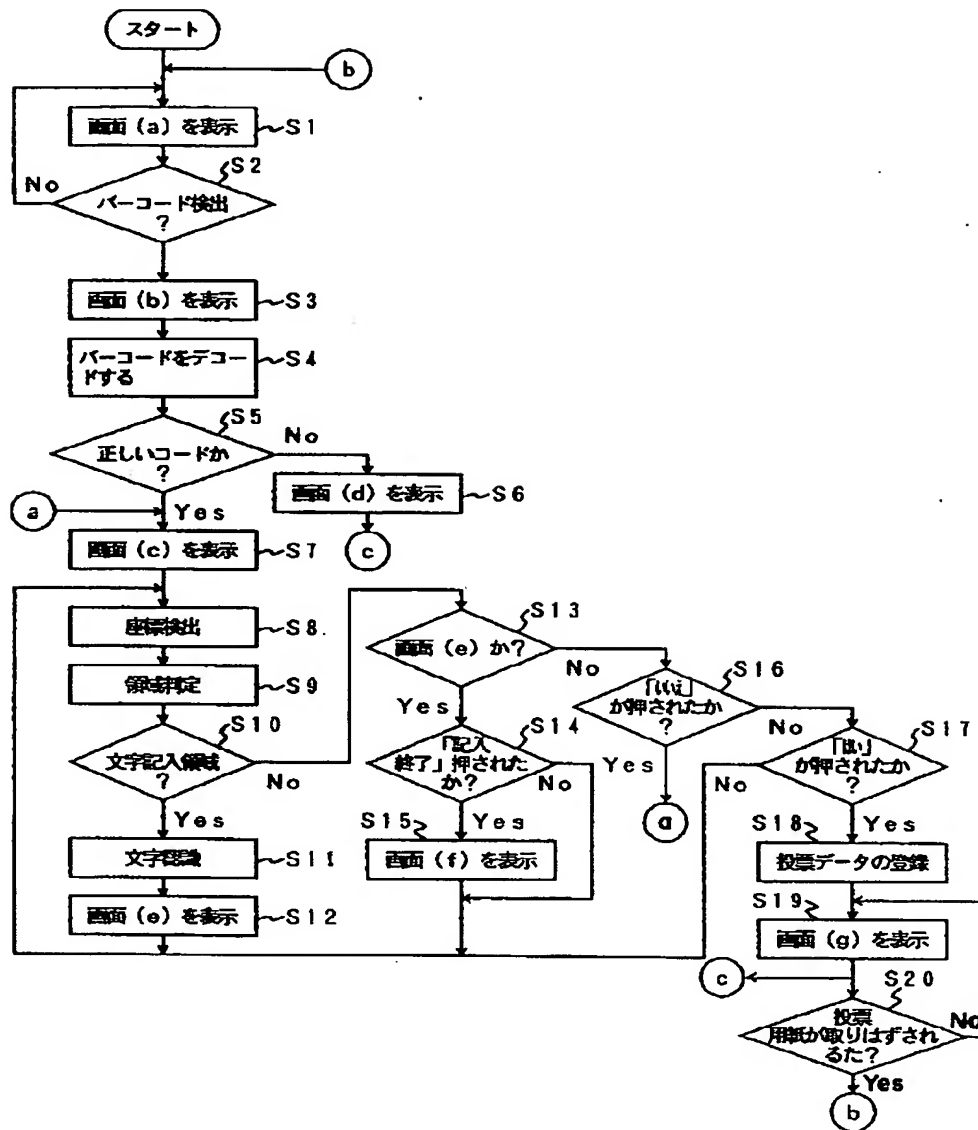 スタート
b
画面(a)を表示
S1
S2
No
バーコード検出
?
画面(b)を表示
S3
バーコードをデコー
ドする
S4
S5
正しいコードか
?
No
画面(d)を表示
S6
c
a
Yes
画面(c)を表示
S7
座標検出
S8
領域判定
S9
S10
文字記入領域
?
No
Yes
文字認識
S11
画面(e)を表示
S12
S13
画面(e)か?
No
Yes
S14
「記入
終了」押された
か?
No
Yes
S15
画面(f)を表示
S16
「いいえ」
が押されたか
?
No
Yes
a
S17
「はい」
が押されたか
?
No
Yes
S18
投票データの登録
S19
画面(g)を表示
c
S20
投票
用紙が取りはずされ
るた?
No
Yes
b